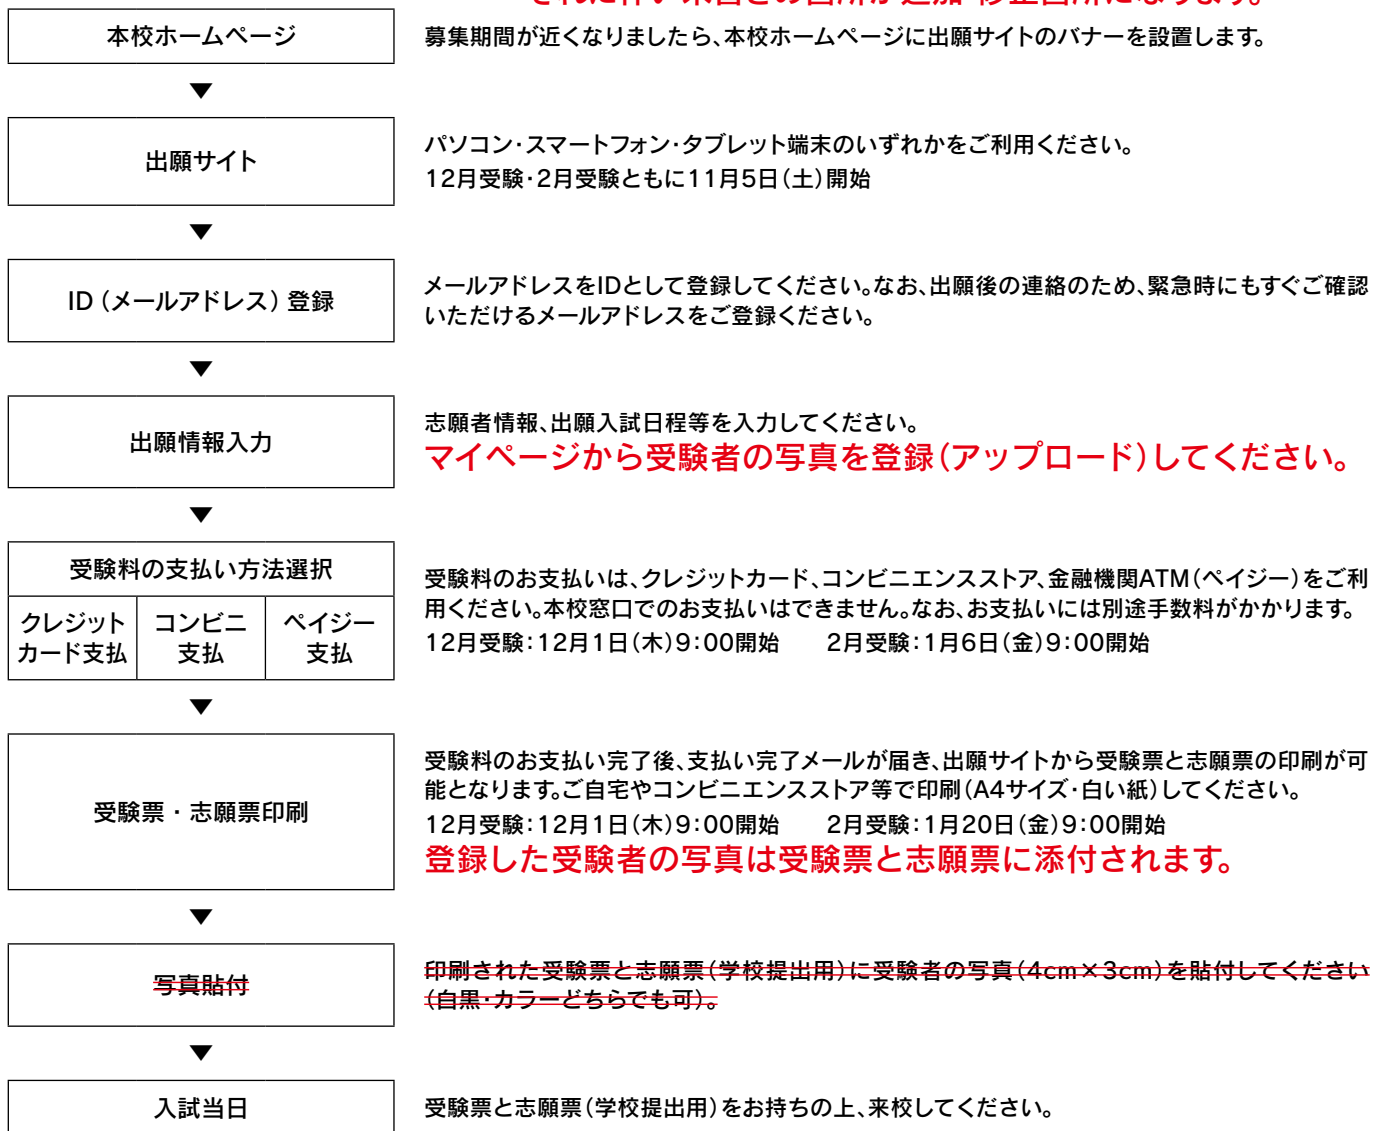 それに伴い朱書きの箇所が追加・修正箇所になります。
本校ホームページ
募集期間が近くなりましたら、本校ホームページに出願サイトのバナーを設置します。
▼
出願サイト
パソコン・スマートフォン・タブレット端末のいずれかをご利用ください。
12月受験・2月受験ともに11月5日(土)開始
▼
ID(メールアドレス)登録
メールアドレスをIDとして登録してください。なお、出願後の連絡のため、緊急時にもすぐご確認
いただけるメールアドレスをご登録ください。
▼
出願情報入力
志願者情報、出願入試日程等を入力してください。
マイページから受験者の写真を登録(アップロード)してください。
▼
受験料の支払い方法選択
クレジット
カード支払
コンビニ
支払
ペイジー
支払
受験料のお支払いは、クレジットカード、コンビニエンスストア、金融機関ATM(ペイジー)をご利
用ください。本校窓口でのお支払いはできません。なお、お支払いには別途手数料がかかります。
12月受験:12月1日(木)9:00開始　2月受験:1月6日(金)9:00開始
▼
受験票・志願票印刷
受験料のお支払い完了後、支払い完了メールが届き、出願サイトから受験票と志願票の印刷が可
能となります。ご自宅やコンビニエンスストア等で印刷(A4サイズ・白い紙)してください。
12月受験:12月1日(木)9:00開始　2月受験:1月20日(金)9:00開始
登録した受験者の写真は受験票と志願票に添付されます。
▼
写真貼付
印刷された受験票と志願票(学校提出用)に受験者の写真(4cm×3cm)を貼付してください
(白黒・カラーどちらでも可)。
▼
入試当日
受験票と志願票(学校提出用)をお持ちの上、来校してください。